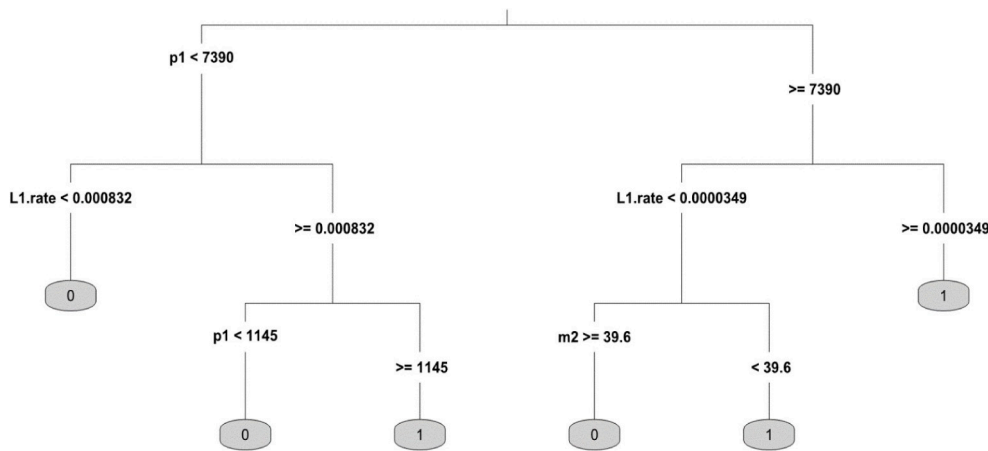 p1 < 7390
>= 7390
L1.rate < 0.000832
L1.rate < 0.0000349
>= 0.000832
>= 0.0000349
0
1
p1 < 1145
m2 >= 39.6
>= 1145
< 39.6
0
1
0
1